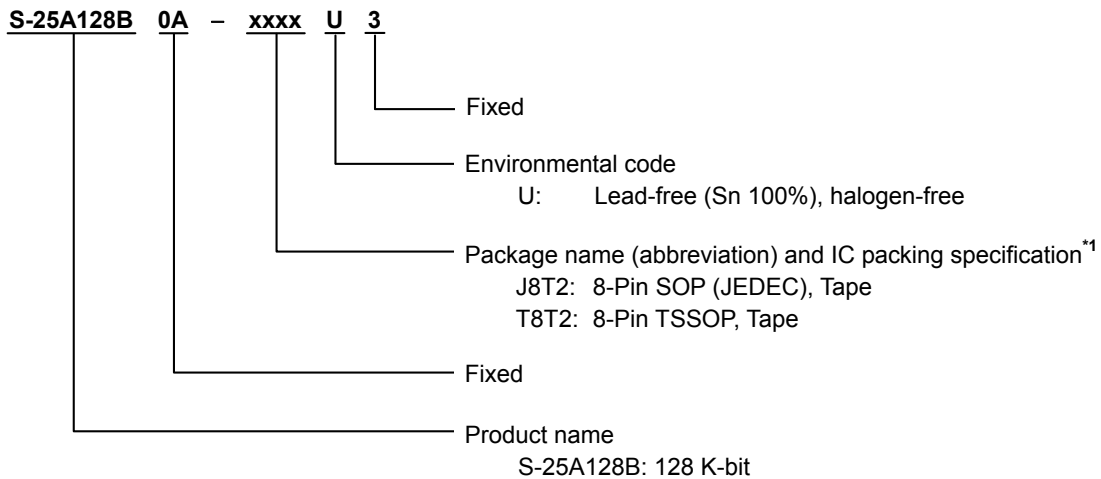 S-25A128B 0A – xxxx U 3
Fixed
Environmental code
U: Lead-free (Sn 100%), halogen-free
Package name (abbreviation) and IC packing specification*1
J8T2: 8-Pin SOP (JEDEC), Tape
T8T2: 8-Pin TSSOP, Tape
Fixed
Product name
S-25A128B: 128 K-bit